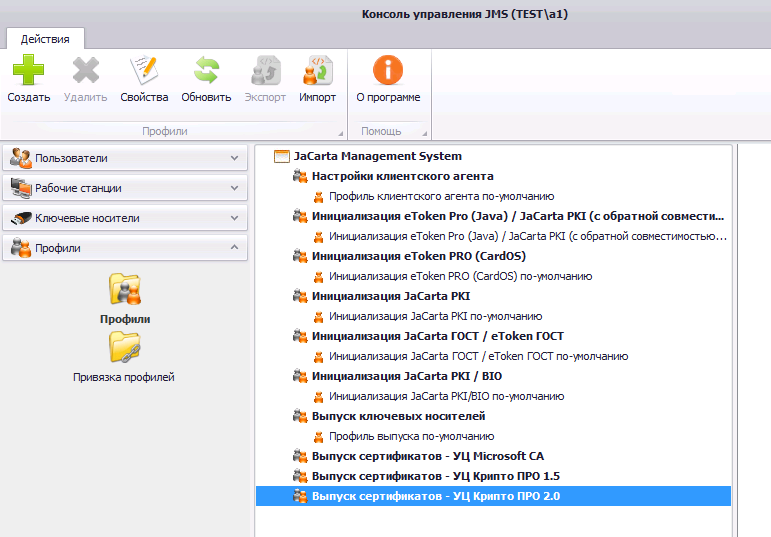 Консоль управления JMS (TEST\a1)
Действия
Создать Удалить Свойства Обновить Экспорт Импорт О программе
Профили Помощь
Пользователи
Рабочие станции
Ключевые носители
Профили
Профили
Привязка профилей
JaCarta Management System
Настройки клиентского агента
Профиль клиентского агента по-умолчанию
Инициализация eToken Pro (Java) / JaCarta PKI (с обратной совмести...
Инициализация eToken Pro (Java) / JaCarta PKI (с обратной совместимостью...
Инициализация eToken PRO (CardOS)
Инициализация eToken PRO (CardOS) по-умолчанию
Инициализация JaCarta PKI
Инициализация JaCarta PKI по-умолчанию
Инициализация JaCarta ГОСТ / eToken ГОСТ
Инициализация JaCarta ГОСТ / eToken ГОСТ по-умолчанию
Инициализация JaCarta PKI / BIO
Инициализация JaCarta PKI/BIO по-умолчанию
Выпуск ключевых носителей
Профиль выпуска по-умолчанию
Выпуск сертификатов - УЦ Microsoft CA
Выпуск сертификатов - УЦ Крипто ПРО 1.5
Выпуск сертификатов - УЦ Крипто ПРО 2.0